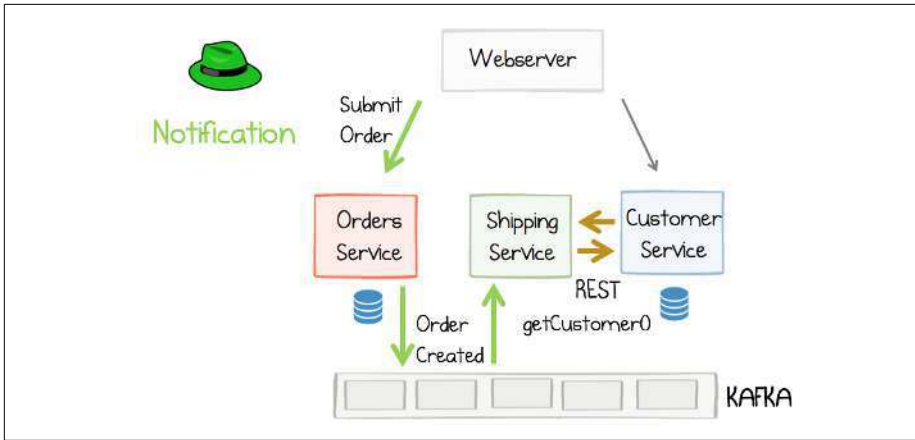 Webserver
Submit
Order
Notification
Orders
Service
Shipping
Service
Customer
Service
REST
getCustomer()
Order
Created
KAFKA